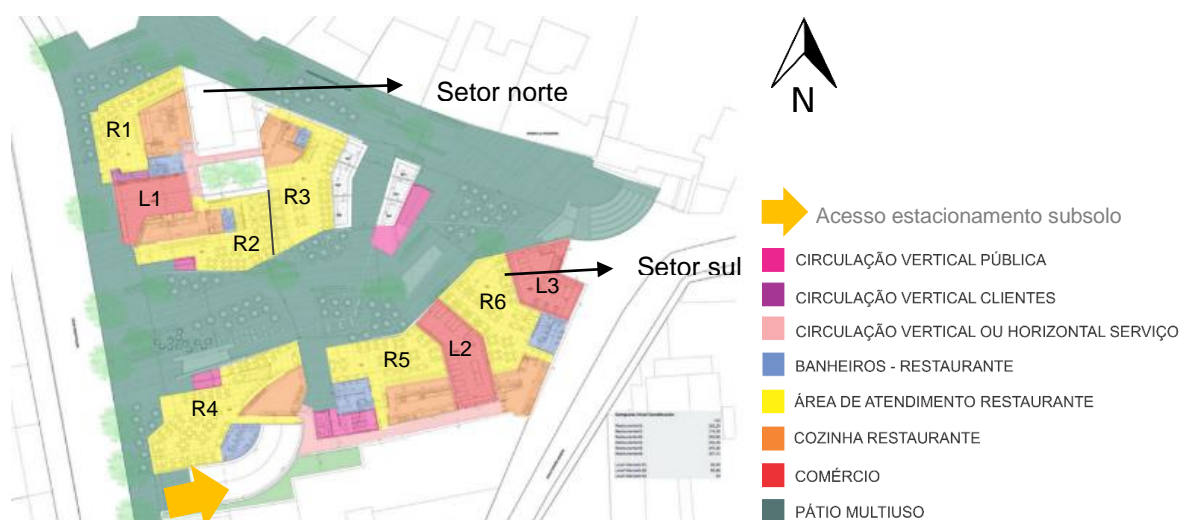 Setor norte
N
R1
L1
R3
R2
Setor sul
L3
R6
L2
R5
R4
Acesso estacionamento subsolo
CIRCULAÇÃO VERTICAL PÚBLICA
CIRCULAÇÃO VERTICAL CLIENTES
CIRCULAÇÃO VERTICAL OU HORIZONTAL SERVIÇO
BANHEIROS - RESTAURANTE
ÁREA DE ATENDIMENTO RESTAURANTE
COZINHA RESTAURANTE
COMÉRCIO
PÁTIO MULTIUSO